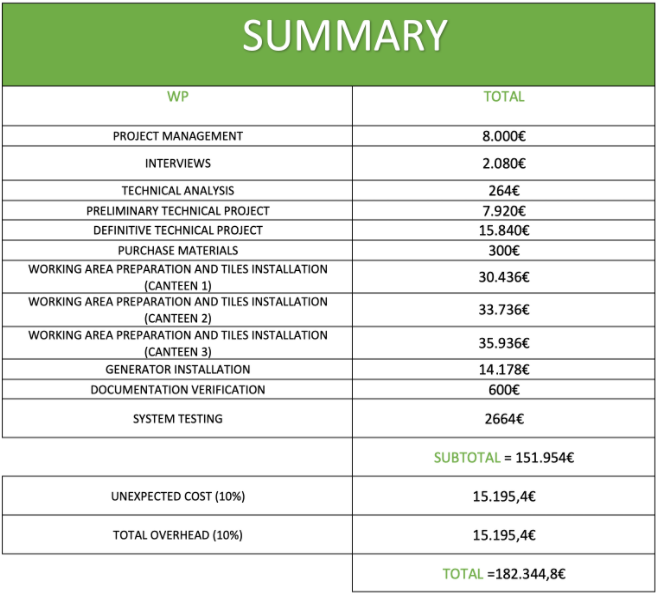 SUMMARY
WP TOTAL
PROJECT MANAGEMENT 8.000€
INTERVIEWS 2.080€
TECHNICAL ANALYSIS 264€
PRELIMINARY TECHNICAL PROJECT 7.920€
DEFINITIVE TECHNICAL PROJECT 15.840€
PURCHASE MATERIALS 300€
WORKING AREA PREPARATION AND TILES INSTALLATION
(CANTEEN 1) 30.436€
WORKING AREA PREPARATION AND TILES INSTALLATION
(CANTEEN 2) 33.736€
WORKING AREA PREPARATION AND TILES INSTALLATION
(CANTEEN 3) 35.936€
GENERATOR INSTALLATION 14.178€
DOCUMENTATION VERIFICATION 600€
SYSTEM TESTING 2664€
SUBTOTAL = 151.954€
UNEXPECTED COST (10%) 15.195,4€
TOTAL OVERHEAD (10%) 15.195,4€
TOTAL =182.344,8€